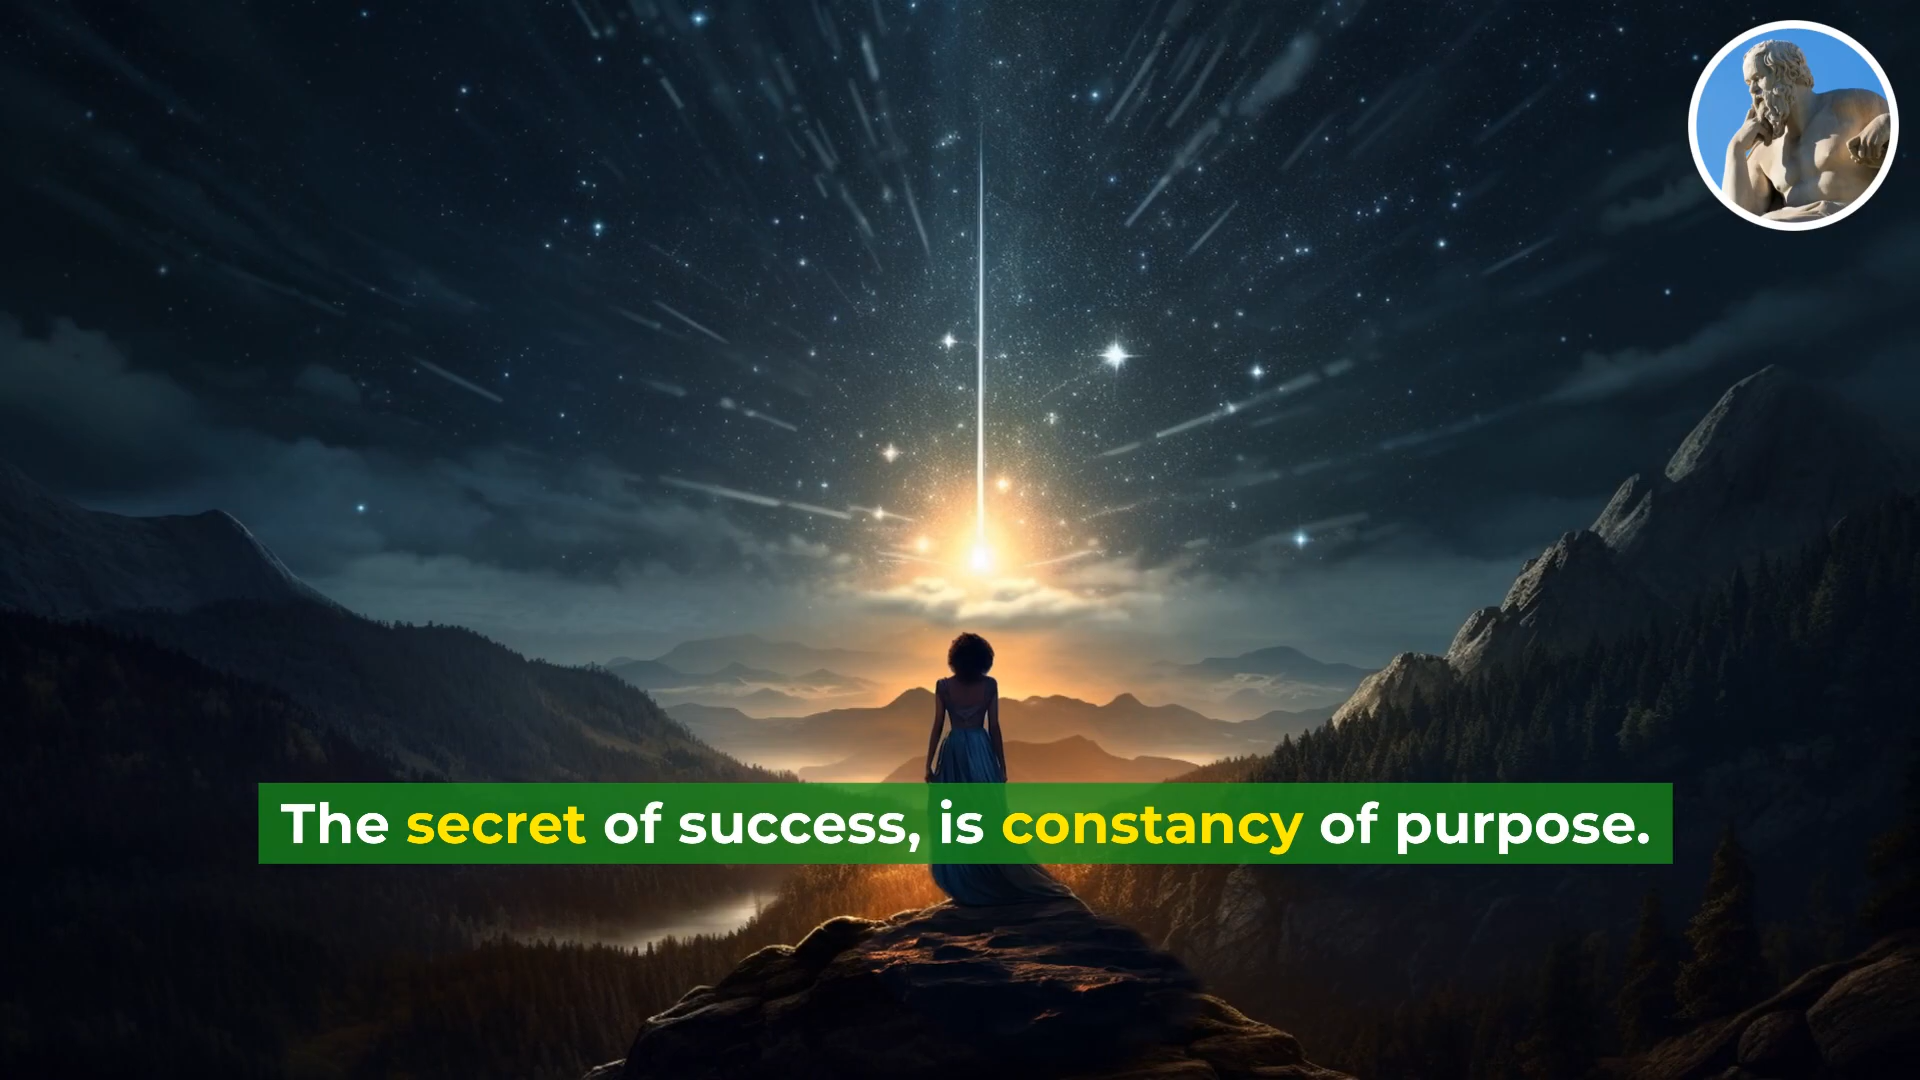 The secret of success, is constancy of purpose.